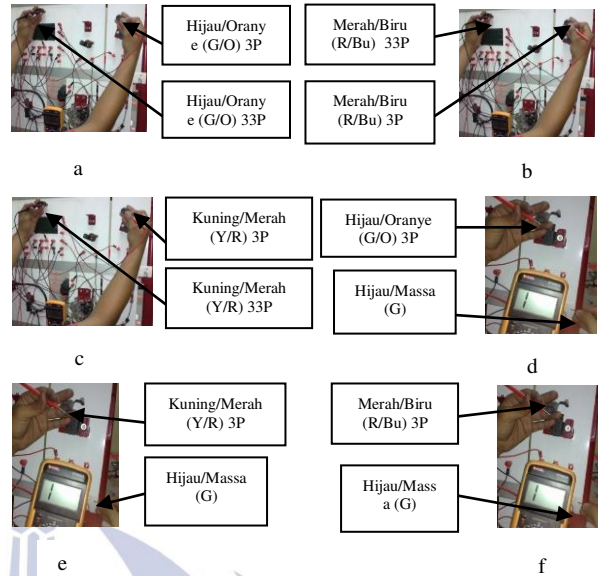 Hijau/Orany
e (G/O) 3P
Merah/Biru
(R/Bu) 33P
Hijau/Orany
e (G/O) 33P
Merah/Biru
(R/Bu) 3P
a
b
Kuning/Merah
(Y/R) 3P
Hijau/Oranye
(G/O) 3P
Kuning/Merah
(Y/R) 33P
Hijau/Massa
(G)
c
d
Kuning/Merah
(Y/R) 3P
Merah/Biru
(R/Bu) 3P
Hijau/Massa
(G)
Hijau/Mass
a (G)
e
f